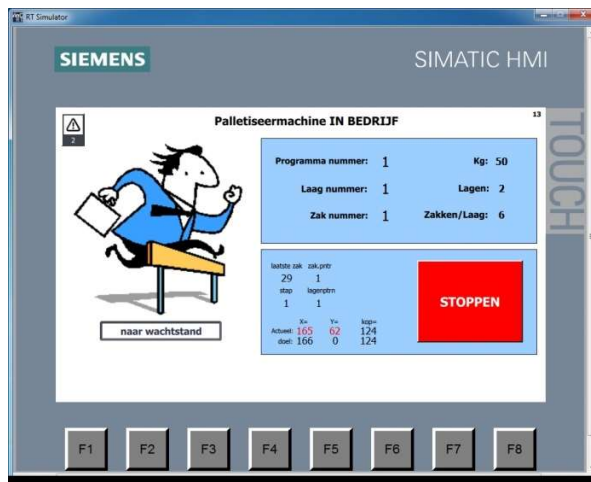 RT Simulator
SIEMENS
SIMATIC HMI
TOUCH
13
2
Palletiseermachine IN BEDRIJF
Programma nummer: 1 Kg: 50
Laag nummer: 1 Lagen: 2
Zak nummer: 1 Zakken/Laag: 6
laatste zak zak.pntr
29 1
stap lagenptrn
1 1
X= Y= kop=
Actueel: 165 62 124
doel: 166 0 124
STOPPEN
naar wachtstand
F1 F2 F3 F4 F5 F6 F7 F8